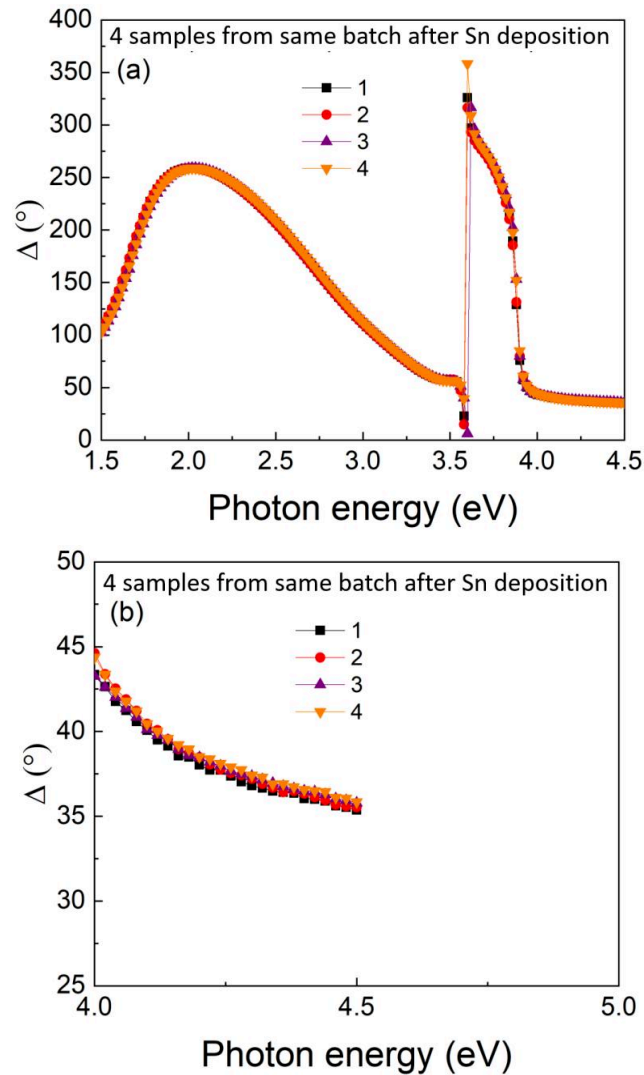 4 samples from same batch after Sn deposition
(a)
1
2
3
4
400
350
300
250
200
150
100
50
0
Δ (°)
1.5 2.0 2.5 3.0 3.5 4.0 4.5
Photon energy (eV)
4 samples from same batch after Sn deposition
(b)
1
2
3
4
50
45
40
35
30
25
Δ (°)
4.0 4.5 5.0
Photon energy (eV)